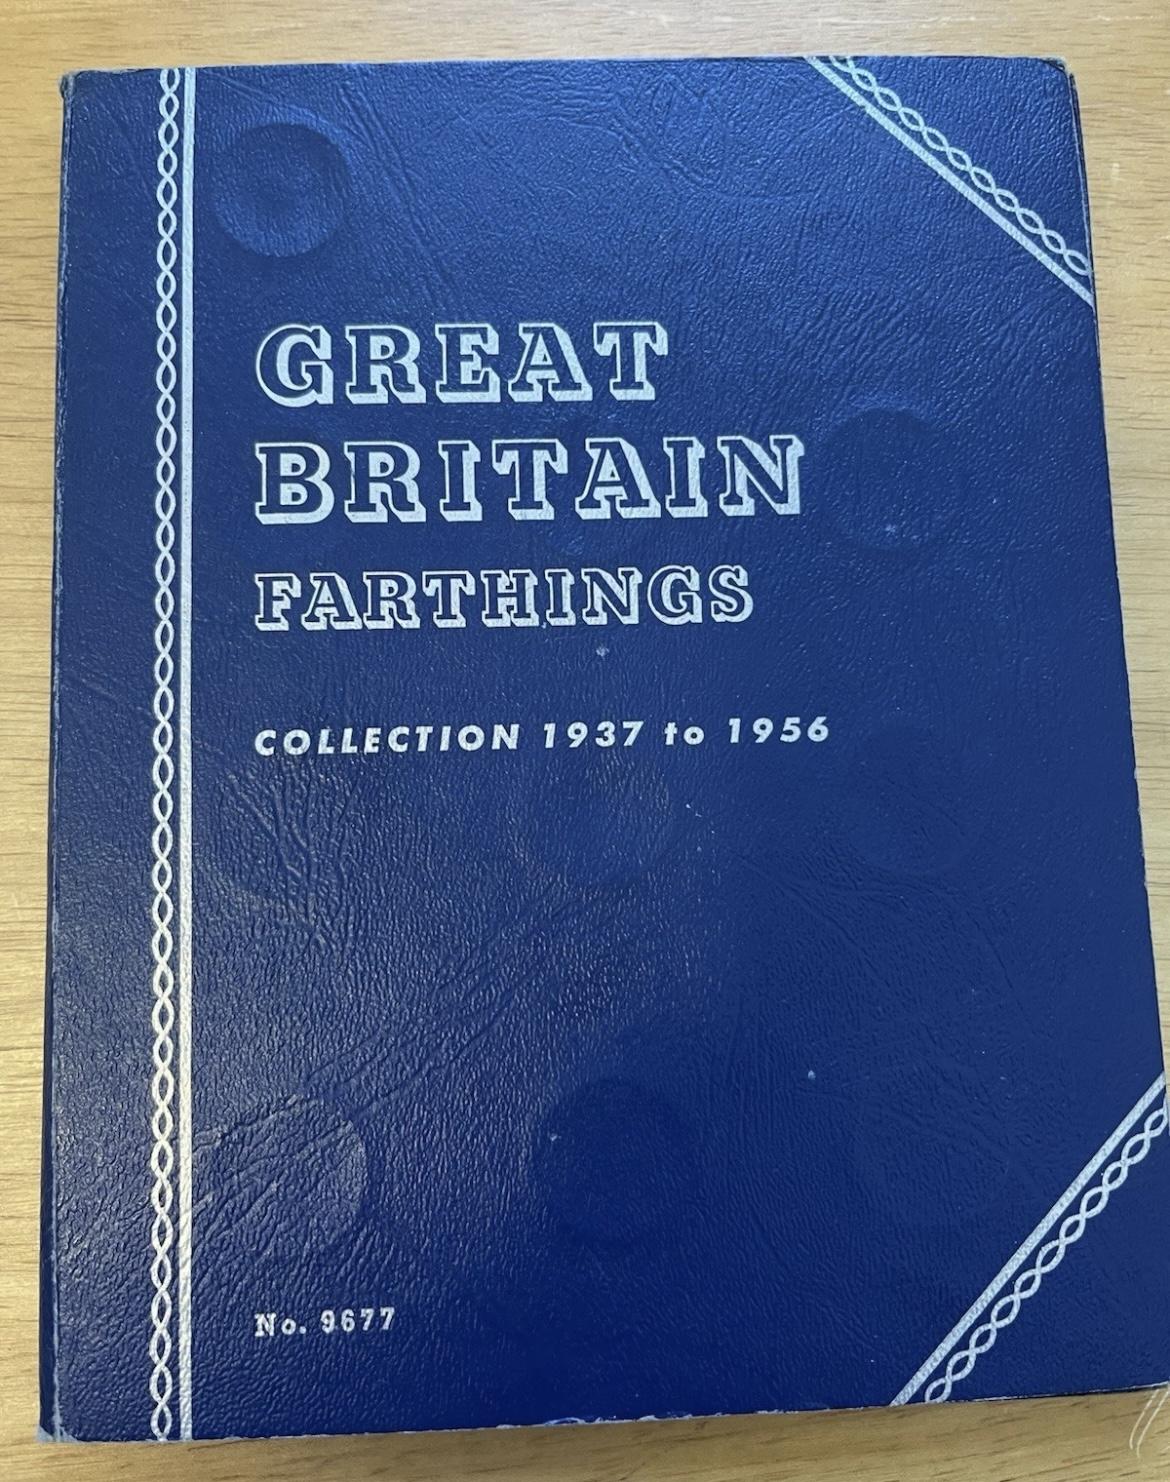 GREAT
BRITAIN
FARTHINGS
COLLECTION 1937 to 1956
No. 9677